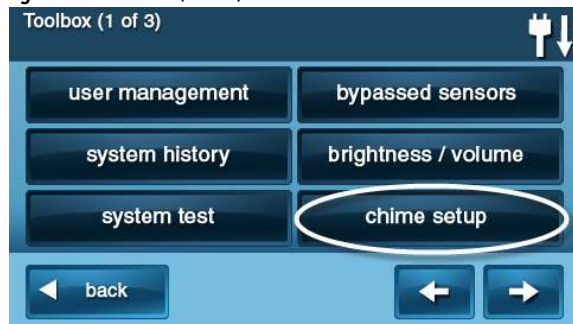 Toolbox (1 of 3)
user management
bypassed sensors
system history
brightness / volume
system test
chime setup
back